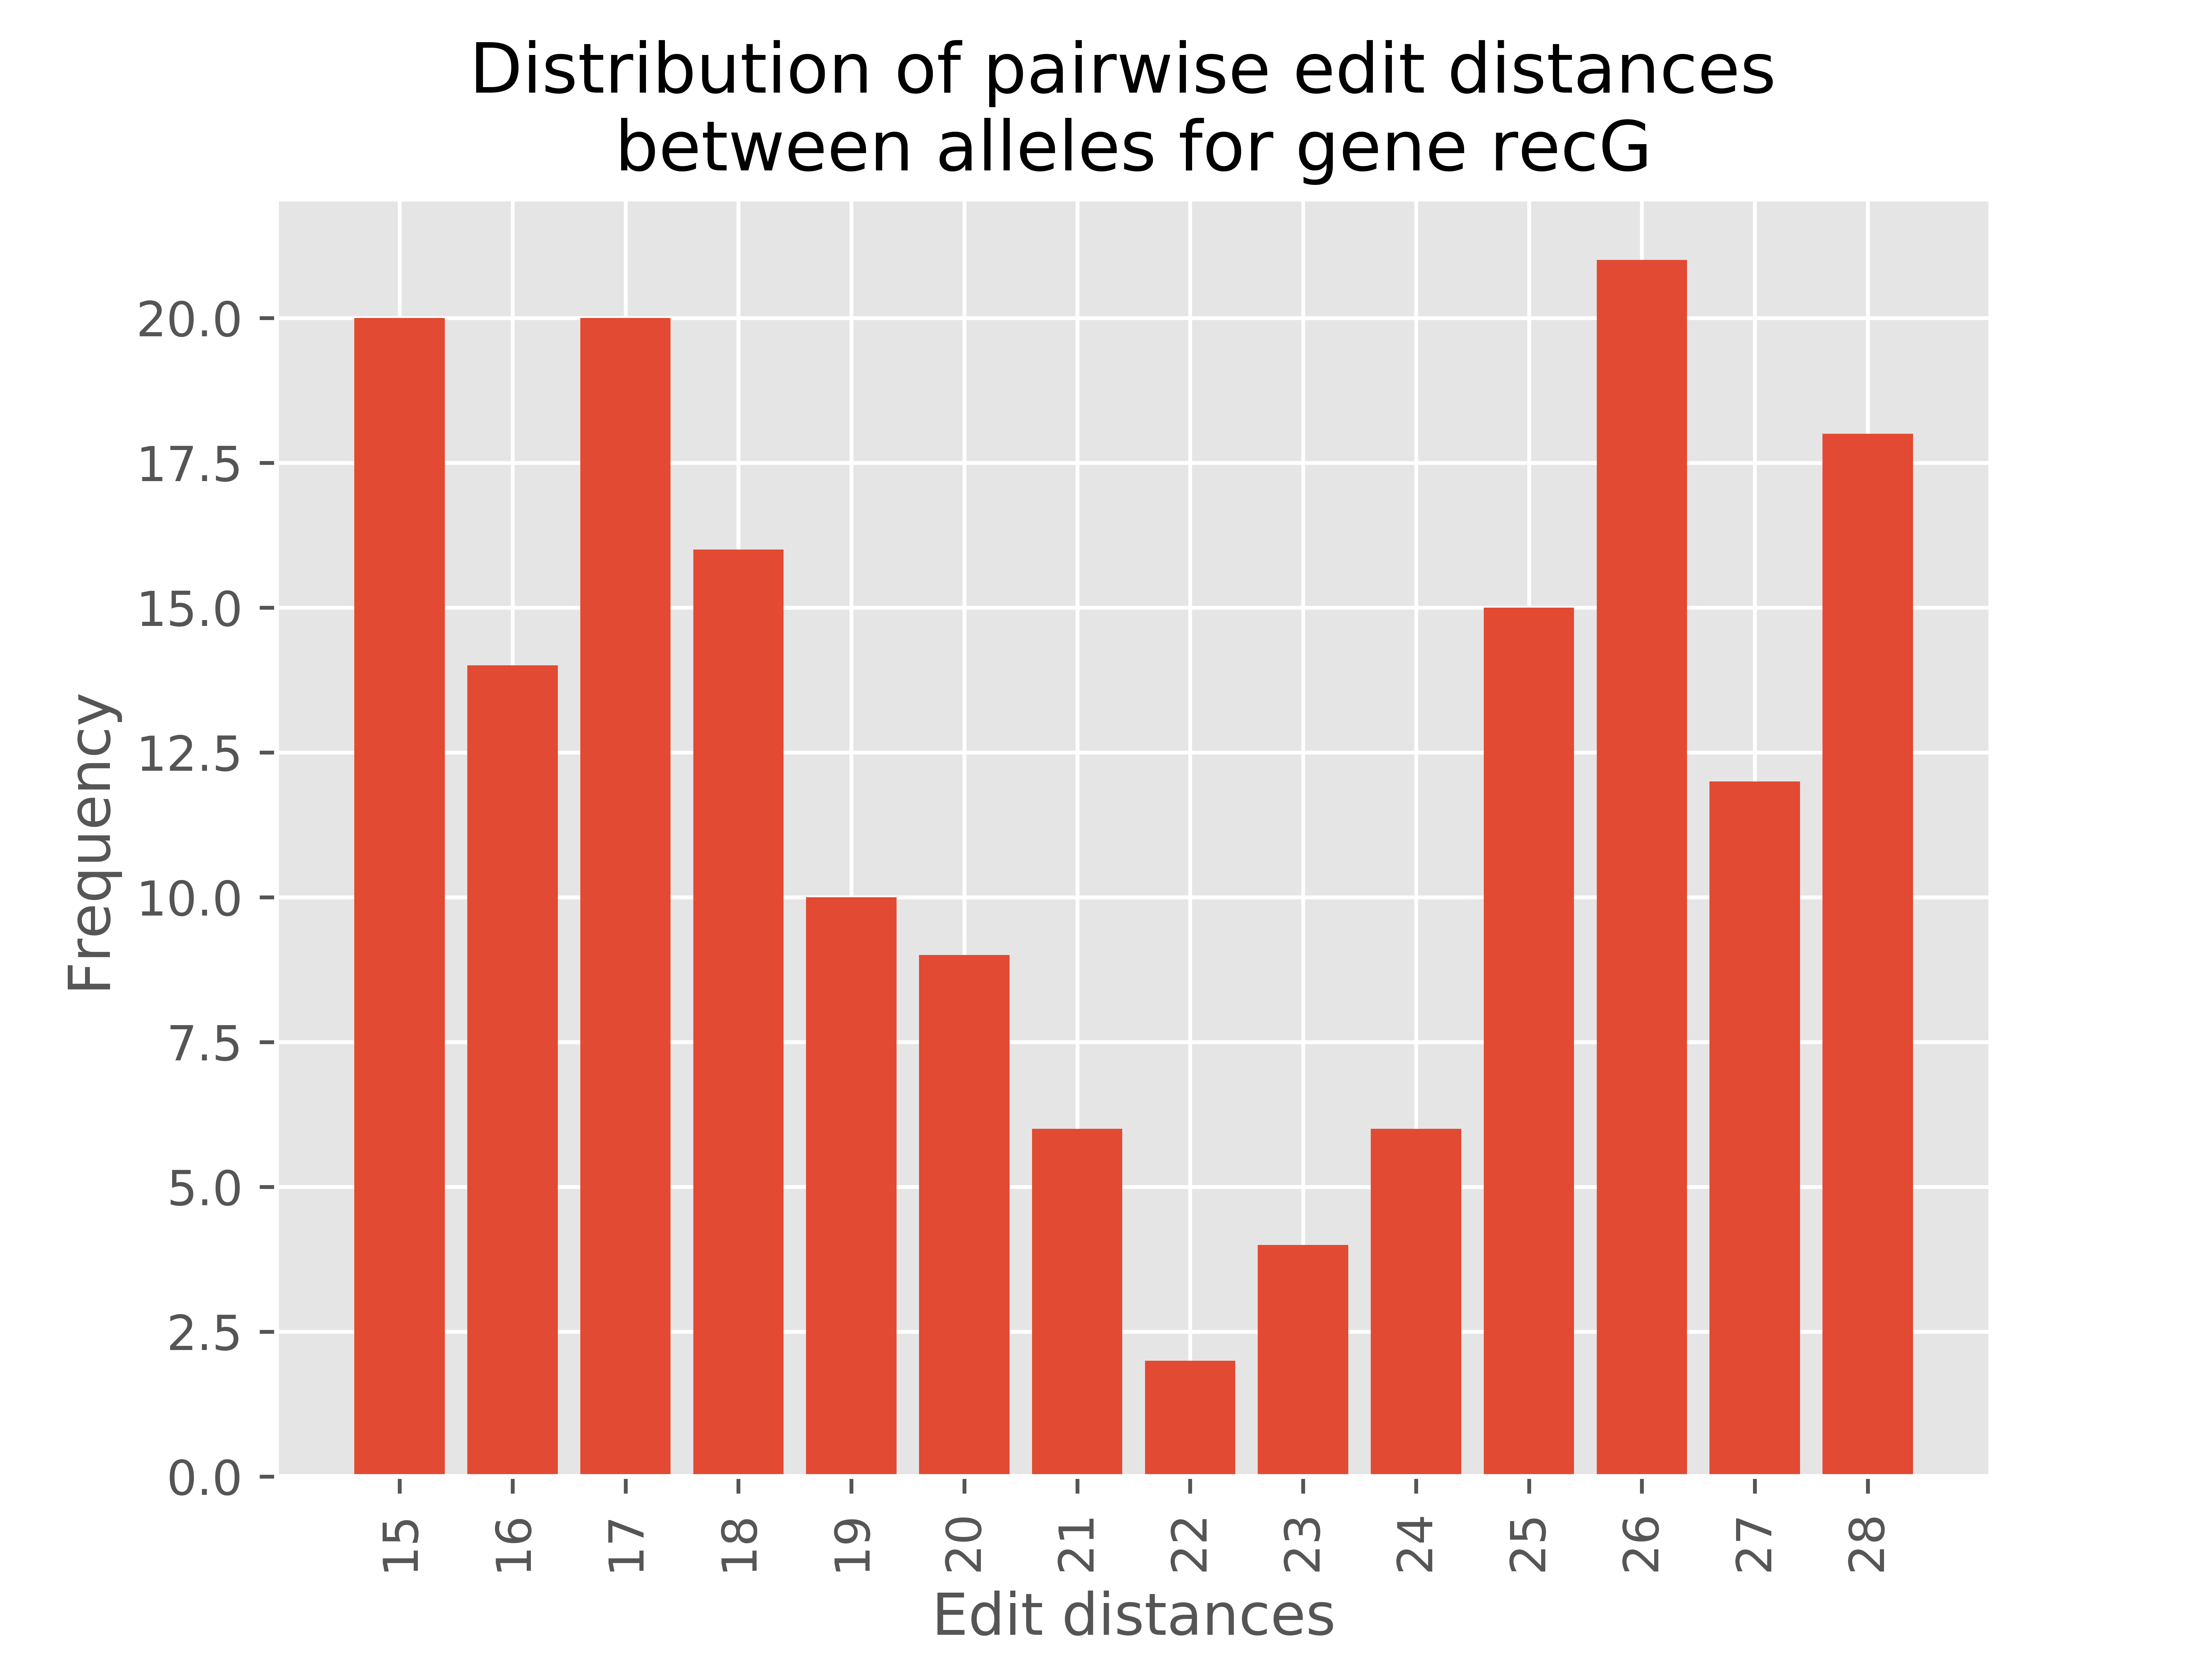 Distribution of pairwise edit distances
between alleles for gene recG
Frequency
20.0
17.5
15.0
12.5
10.0
7.5
5.0
2.5
0.0
15 16 17 18 19 20 21 22 23 24 25 26 27 28
Edit distances